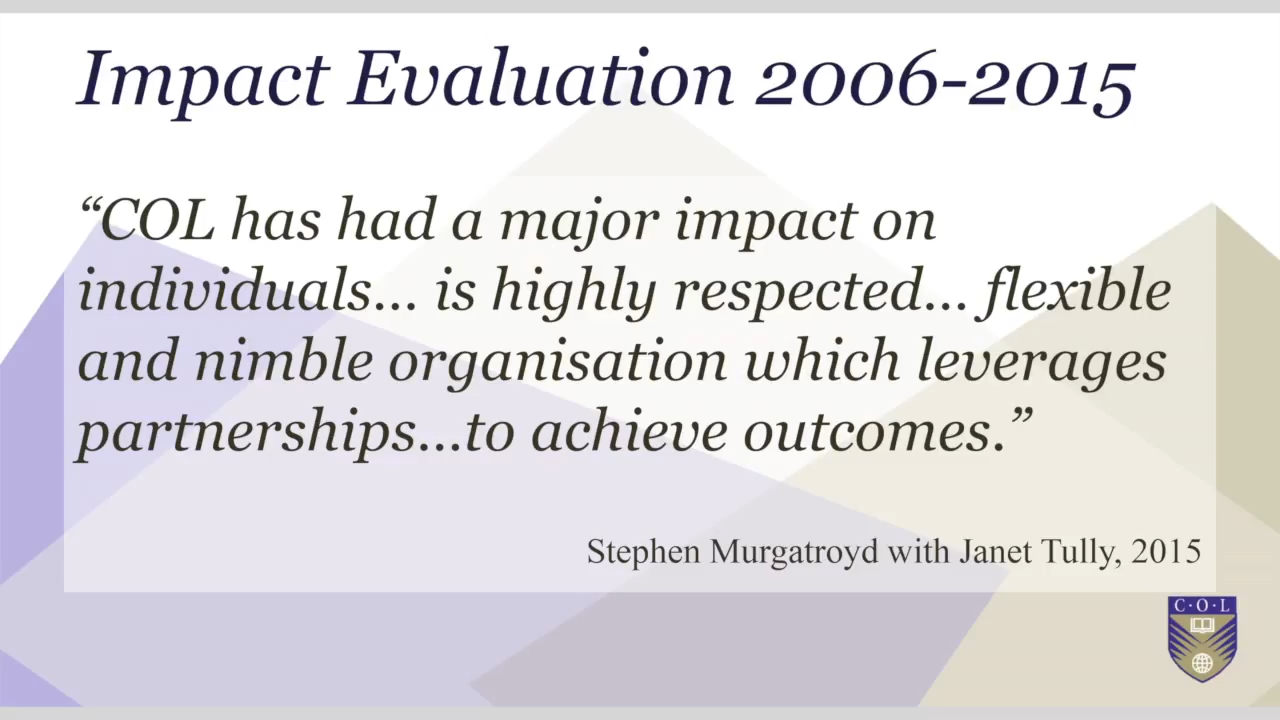 Impact Evaluation 2006-2015
“COL has had a major impact on
individuals... is highly respected... flexible
and nimble organisation which leverages
partnerships...to achieve outcomes.”
Stephen Murgatroyd with Janet Tully, 2015
C·O·L